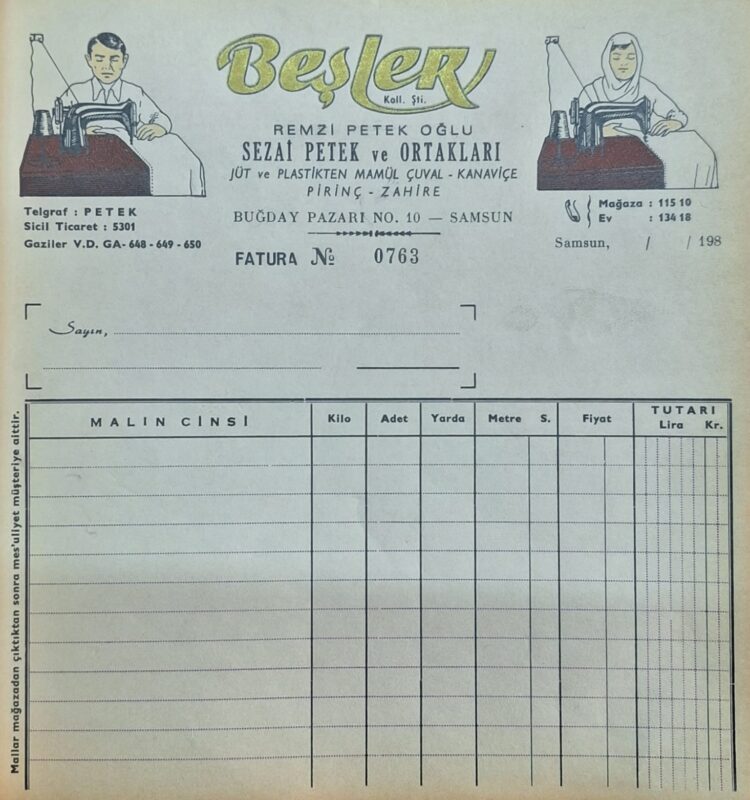 BEŞLER
Koll. Şti.
REMZİ PETEK OĞLU
SEZAİ PETEK ve ORTAKLARI
JÜT ve PLASTİKTEN MAMÜL ÇUVAL - KANAVİÇE
PİRİNÇ - ZAHİRE
BUĞDAY PAZARI NO. 10 — SAMSUN
Telgraf : PETEK
Sicil Ticaret : 5301
Gaziler V.D. GA- 648 - 649 - 650
Mağaza : 115 10
Ev : 134 18
Samsun, / / 198
FATURA № 0763
Sayın,
MALIN CİNSİ Kilo Adet Yarda Metre S. Fiyat TUTARI
Lira Kr.
Mallar mağazadan çıktıktan sonra mes'uliyet müşteriye aittir.